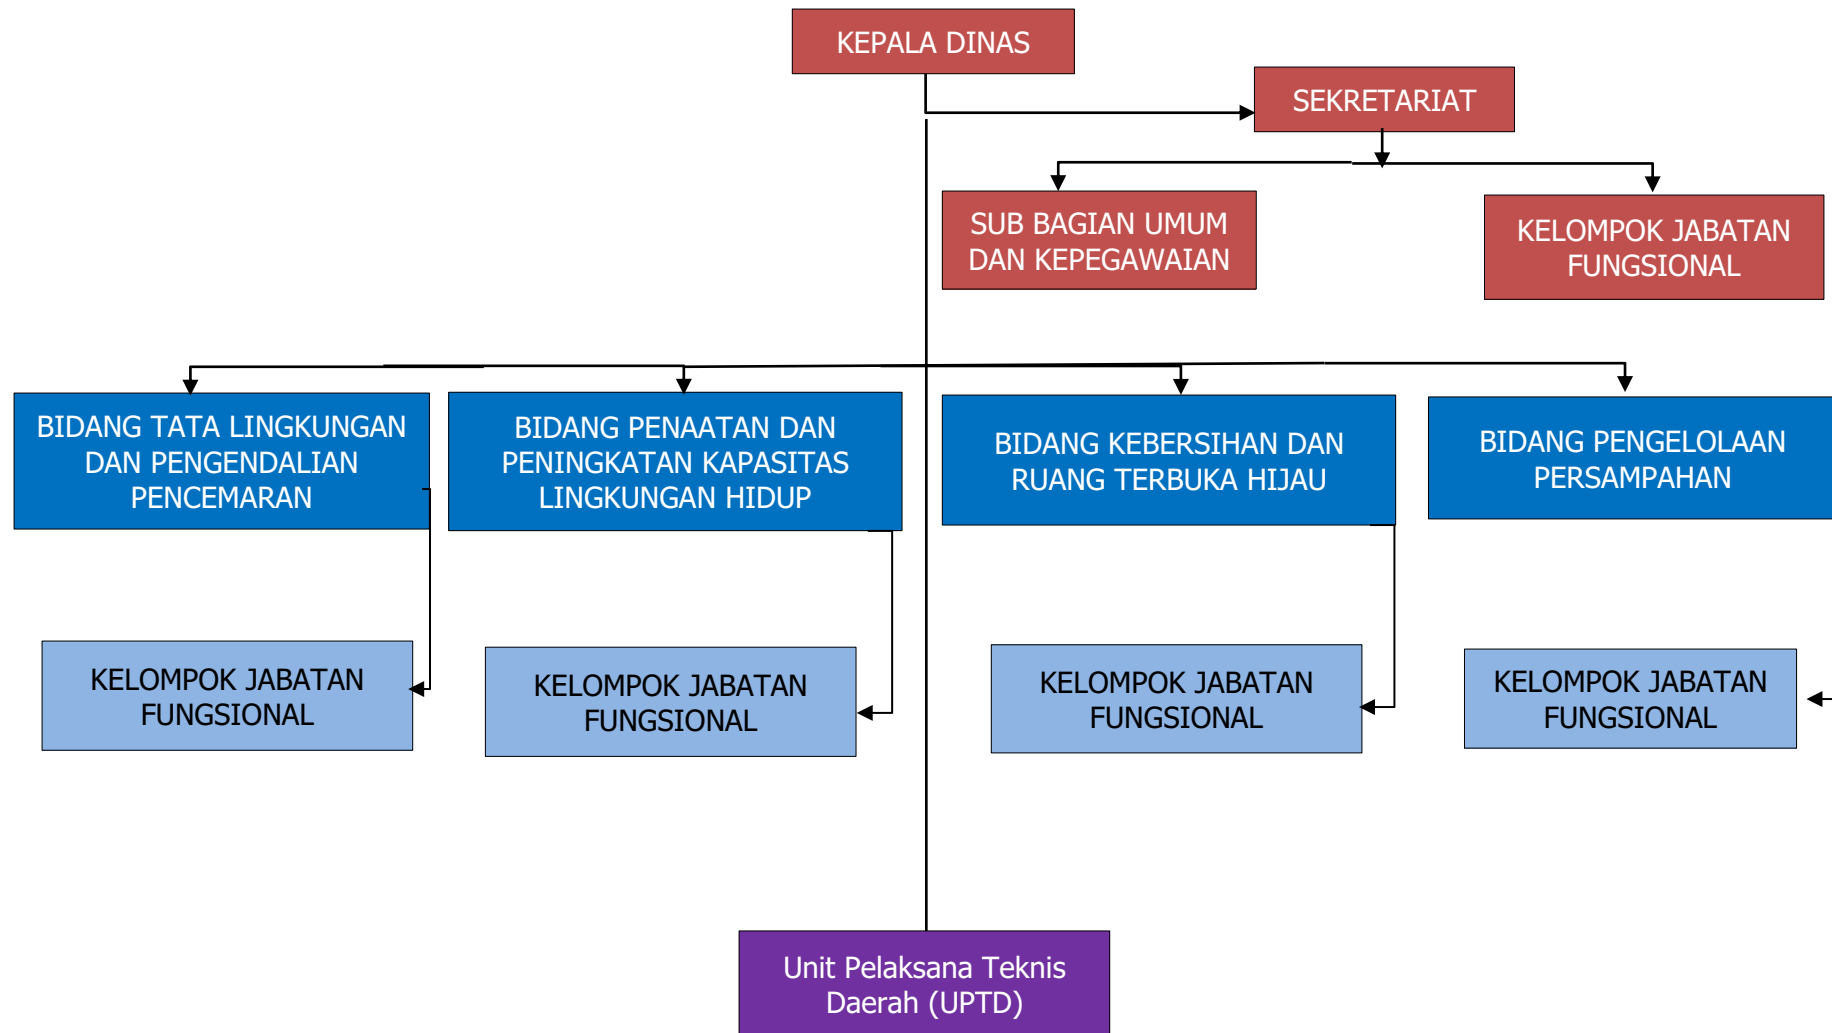 KEPALA DINAS
SEKRETARIAT
SUB BAGIAN UMUM
DAN KEPEGAWAIAN
KELOMPOK JABATAN
FUNGSIONAL
BIDANG TATA LINGKUNGAN
DAN PENGENDALIAN
PENCEMARAN
BIDANG PENAATAN DAN
PENINGKATAN KAPASITAS
LINGKUNGAN HIDUP
BIDANG KEBERSIHAN DAN
RUANG TERBUKA HIJAU
BIDANG PENGELOLAAN
PERSAMPAHAN
KELOMPOK JABATAN
FUNGSIONAL
KELOMPOK JABATAN
FUNGSIONAL
KELOMPOK JABATAN
FUNGSIONAL
KELOMPOK JABATAN
FUNGSIONAL
Unit Pelaksana Teknis
Daerah (UPTD)